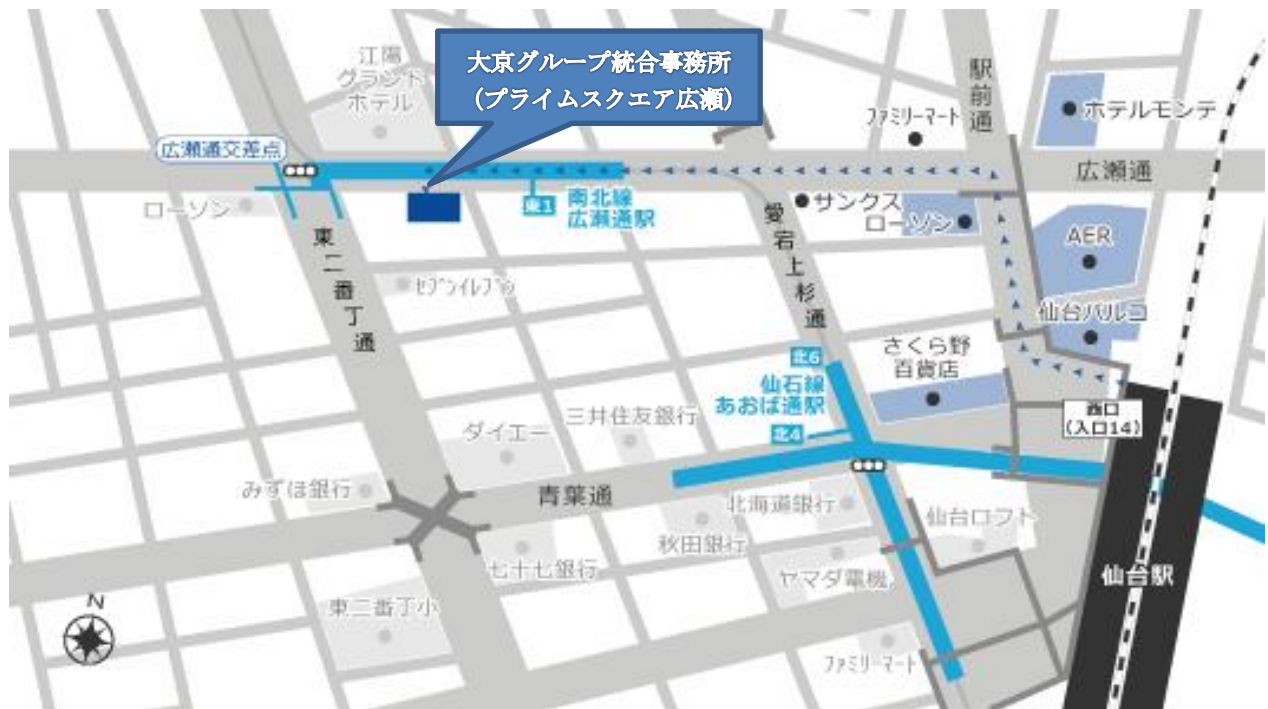 大京グループ統合事務所
(プライムスクエア広瀬)
江陽
グランド
ホテル
駅前通
ファミリーマート
ホテルモンテ
広瀬通交差点
広瀬通
ローソン
東1
南北線
広瀬通駅
サンクス
ローソン
愛宕上杉通
AER
東二番丁通
セブンイレブン
仙台パルコ
さくら野
百貨店
北6
仙石線
あおば通駅
北4
西口
(入口14)
三井住友銀行
ダイエー
みずほ銀行
青葉通
北海道銀行
仙台ロフト
秋田銀行
七十七銀行
ヤマダ電機
仙台駅
東二番丁小
ファミリーマート
N